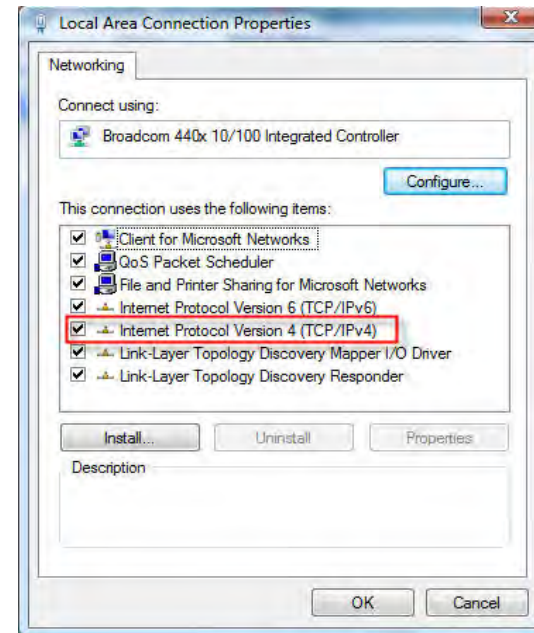 Local Area Connection Properties
Networking
Connect using:
Broadcom 440x 10/100 Integrated Controller
Configure...
This connection uses the following items:
Client for Microsoft Networks
QoS Packet Scheduler
File and Printer Sharing for Microsoft Networks
Internet Protocol Version 6 (TCP/IPv6)
Internet Protocol Version 4 (TCP/IPv4)
Link-Layer Topology Discovery Mapper I/O Driver
Link-Layer Topology Discovery Responder
Install... Uninstall Properties
Description
OK Cancel